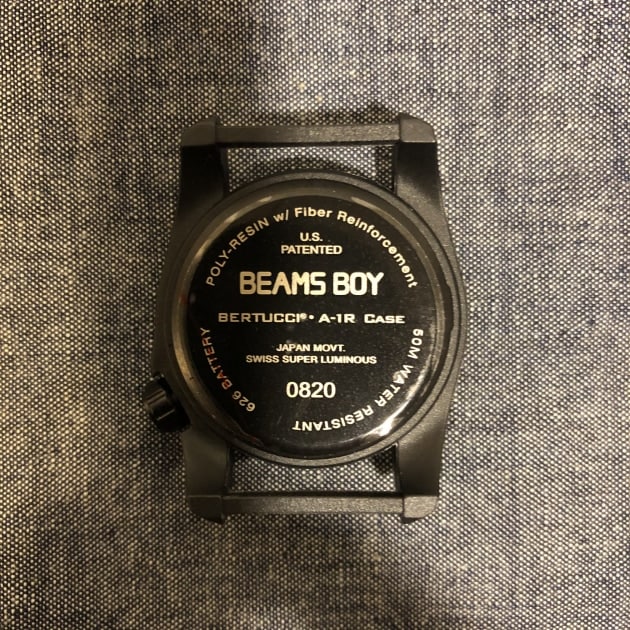 POLY-RESIN w/ Fiber Reinforcement
U.S.
PATENTED
BEAMS BOY
BERTUCCI®• A-1R CASE
JAPAN MOVT.
SWISS SUPER LUMINOUS
0820
626 BATTERY
50M WATER RESISTANT